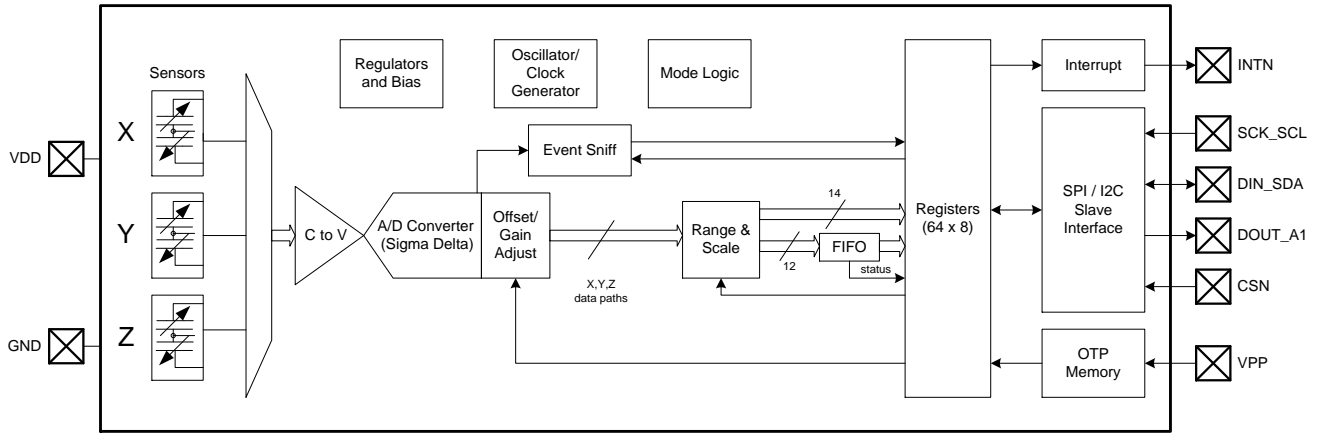 Sensors
X
Y
Z
VDD
GND
Regulators
and Bias
Oscillator/
Clock
Generator
Mode Logic
Event Sniff
C to V
A/D Converter
(Sigma Delta)
Offset/
Gain
Adjust
X,Y,Z
data paths
Range &
Scale
14
12
FIFO
status
Registers
(64 x 8)
Interrupt
SPI / I2C
Slave
Interface
OTP
Memory
INTN
SCK_SCL
DIN_SDA
DOUT_A1
CSN
VPP